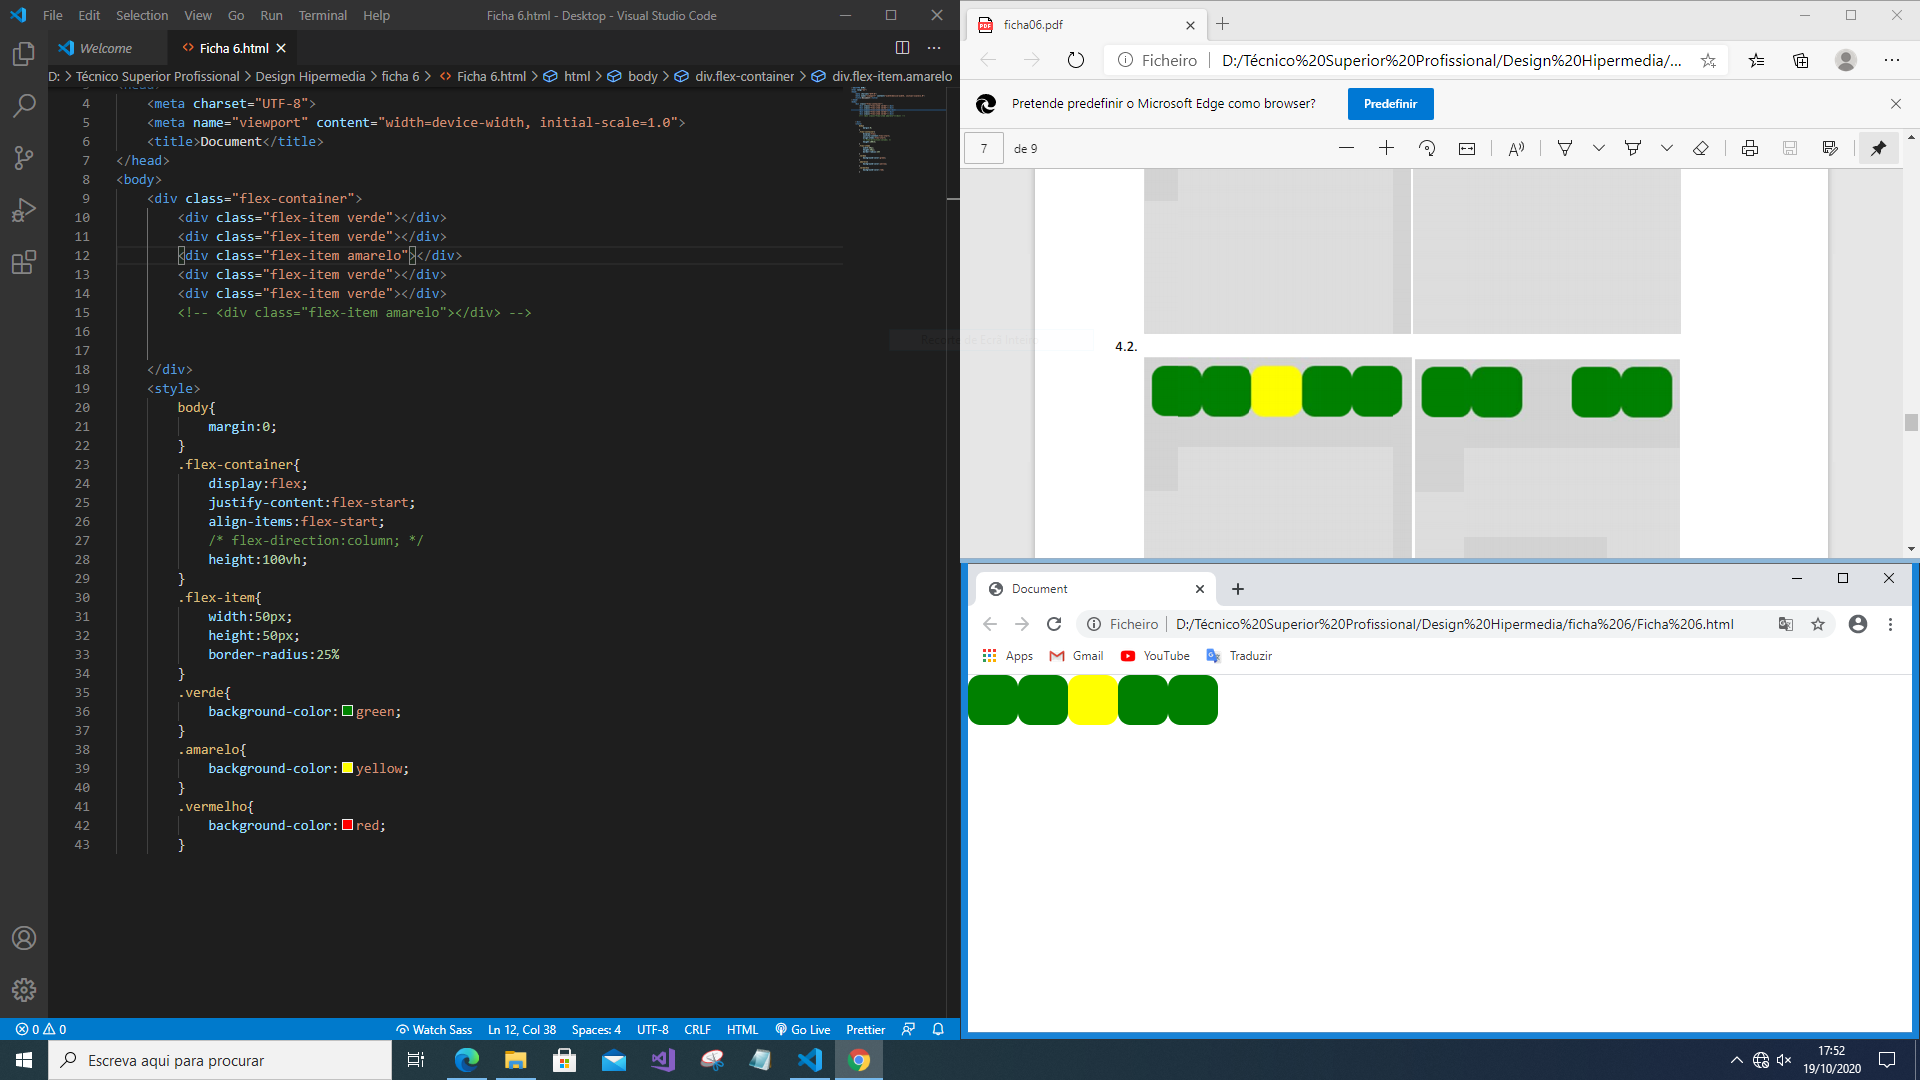 File Edit Selection View Go Run Terminal Help
Ficha 6.html - Desktop - Visual Studio Code
Welcome
Ficha 6.html
D: > Técnico Superior Profissional > Design Hipermedia > ficha 6 > Ficha 6.html > html > body > div.flex-container > div.flex-item.amarelo
4 <meta charset="UTF-8">
5 <meta name="viewport" content="width=device-width, initial-scale=1.0">
6 <title>Document</title>
7 </head>
8 <body>
9 <div class="flex-container">
10 <div class="flex-item verde"></div>
11 <div class="flex-item verde"></div>
12 <div class="flex-item amarelo"></div>
13 <div class="flex-item verde"></div>
14 <div class="flex-item verde"></div>
15 <!-- <div class="flex-item amarelo"></div> -->
16
17
18 </div>
19 <style>
20 body{
21 margin:0;
22 }
23 .flex-container{
24 display:flex;
25 justify-content:flex-start;
26 align-items:flex-start;
27 /* flex-direction:column; */
28 height:100vh;
29 }
30 .flex-item{
31 width:50px;
32 height:50px;
33 border-radius:25%
34 }
35 .verde{
36 background-color:green;
37 }
38 .amarelo{
39 background-color:yellow;
40 }
41 .vermelho{
42 background-color:red;
43 }
0 0
Watch Sass Ln 12, Col 38 Spaces: 4 UTF-8 CRLF HTML Go Live Prettier
ficha06.pdf
Ficheiro D:/Técnico%20Superior%20Profissional/Design%20Hipermedia/...
Pretende predefinir o Microsoft Edge como browser? Predefinir
7 de 9
4.2.
Document
Ficheiro D:/Técnico%20Superior%20Profissional/Design%20Hipermedia/ficha%206/Ficha%206.html
Apps Gmail YouTube Traduzir
Escreva aqui para procurar
17:52
19/10/2020